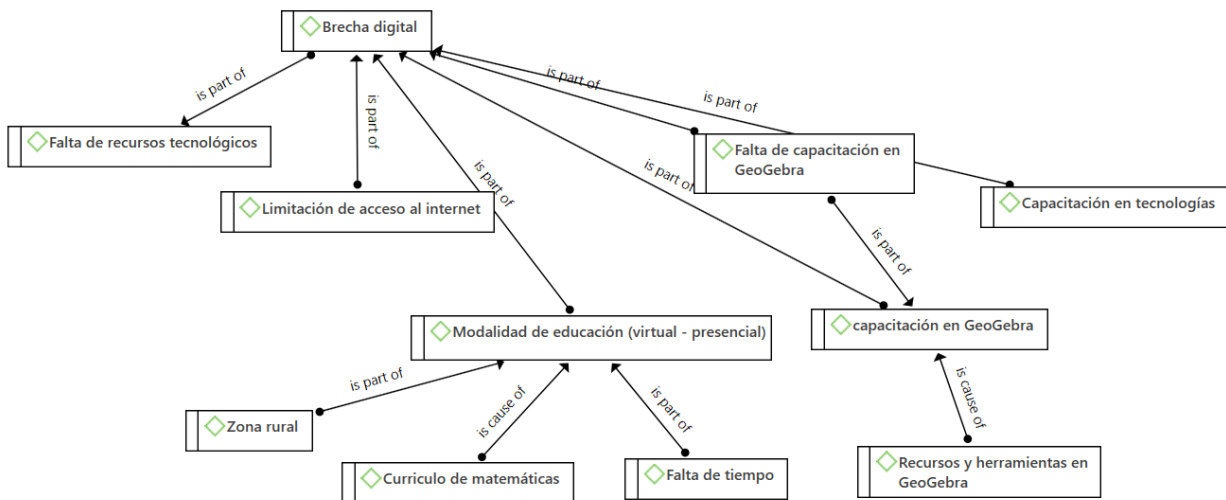 Brecha digital
is part of
is part of
is part of
is part of
Falta de recursos tecnológicos
Falta de capacitación en
GeoGebra
is part of
is part of
Limitación de acceso al internet
Capacitación en tecnologías
is part of
Modalidad de educación (virtual - presencial)
capacitación en GeoGebra
is part of
is cause of
is part of
is cause of
Zona rural
Curriculo de matemáticas
Falta de tiempo
Recursos y herramientas en
GeoGebra